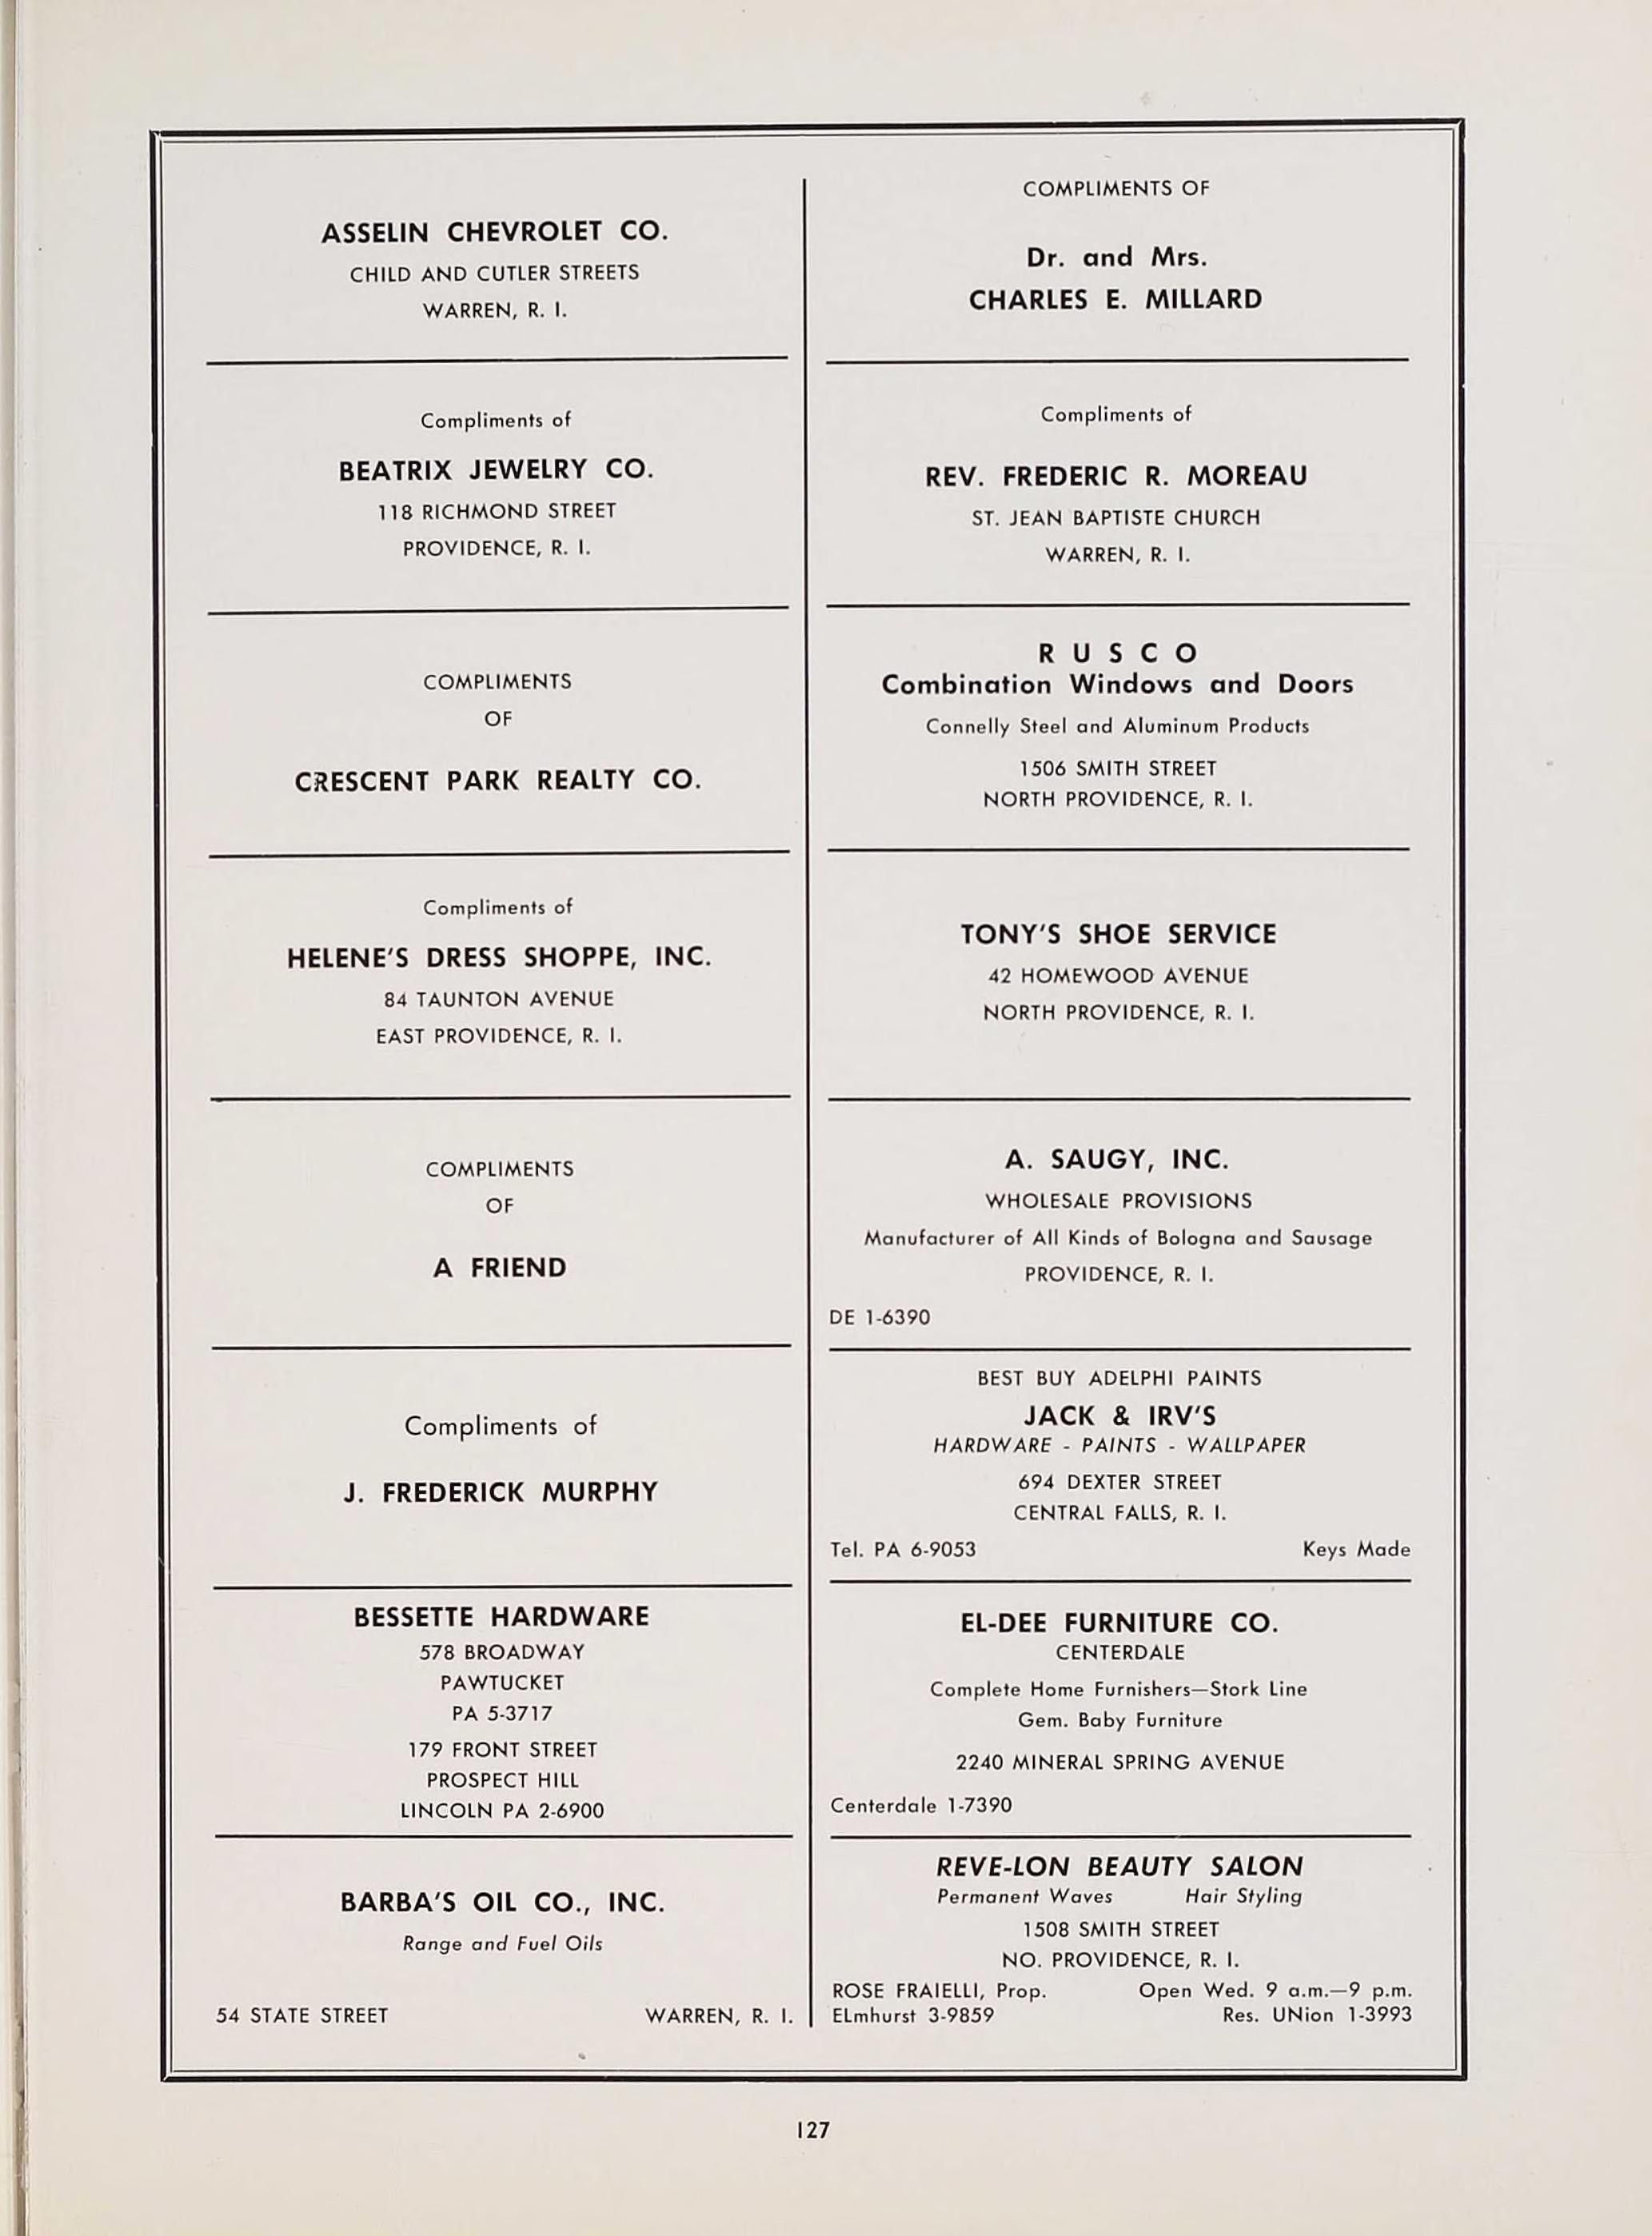 ASSELIN CHEVROLET CO.
CHILD AND CUTLER STREETS
WARREN, R. I.
Compliments of
BEATRIX JEWELRY CO.
118 RICHMOND STREET
PROVIDENCE, R. I.
COMPLIMENTS
OF
CRESCENT PARK REALTY CO.
Compliments of
HELENE'S DRESS SHOPPE, INC.
84 TAUNTON AVENUE
EAST PROVIDENCE, R. I.
COMPLIMENTS
OF
A FRIEND
Compliments of
J. FREDERICK MURPHY
BESSETTE HARDWARE
578 BROADWAY
PAWTUCKET
PA 5-3717
179 FRONT STREET
PROSPECT HILL
LINCOLN PA 2-6900
BARBA'S OIL CO., INC.
Range and Fuel Oils
54 STATE STREET WARREN, R. I.
COMPLIMENTS OF
Dr. and Mrs.
CHARLES E. MILLARD
Compliments of
REV. FREDERIC R. MOREAU
ST. JEAN BAPTISTE CHURCH
WARREN, R. I.
R U S C O
Combination Windows and Doors
Connelly Steel and Aluminum Products
1506 SMITH STREET
NORTH PROVIDENCE, R. I.
TONY'S SHOE SERVICE
42 HOMEWOOD AVENUE
NORTH PROVIDENCE, R. I.
A. SAUGY, INC.
WHOLESALE PROVISIONS
Manufacturer of All Kinds of Bologna and Sausage
PROVIDENCE, R. I.
DE 1-6390
BEST BUY ADELPHI PAINTS
JACK & IRV'S
HARDWARE - PAINTS - WALLPAPER
694 DEXTER STREET
CENTRAL FALLS, R. I.
Tel. PA 6-9053 Keys Made
EL-DEE FURNITURE CO.
CENTERDALE
Complete Home Furnishers—Stork Line
Gem. Baby Furniture
2240 MINERAL SPRING AVENUE
Centerdale 1-7390
REVE-LON BEAUTY SALON
Permanent Waves Hair Styling
1508 SMITH STREET
NO. PROVIDENCE, R. I.
ROSE FRAIELLI, Prop. Open Wed. 9 a.m.—9 p.m.
ELmhurst 3-9859 Res. UNion 1-3993
127